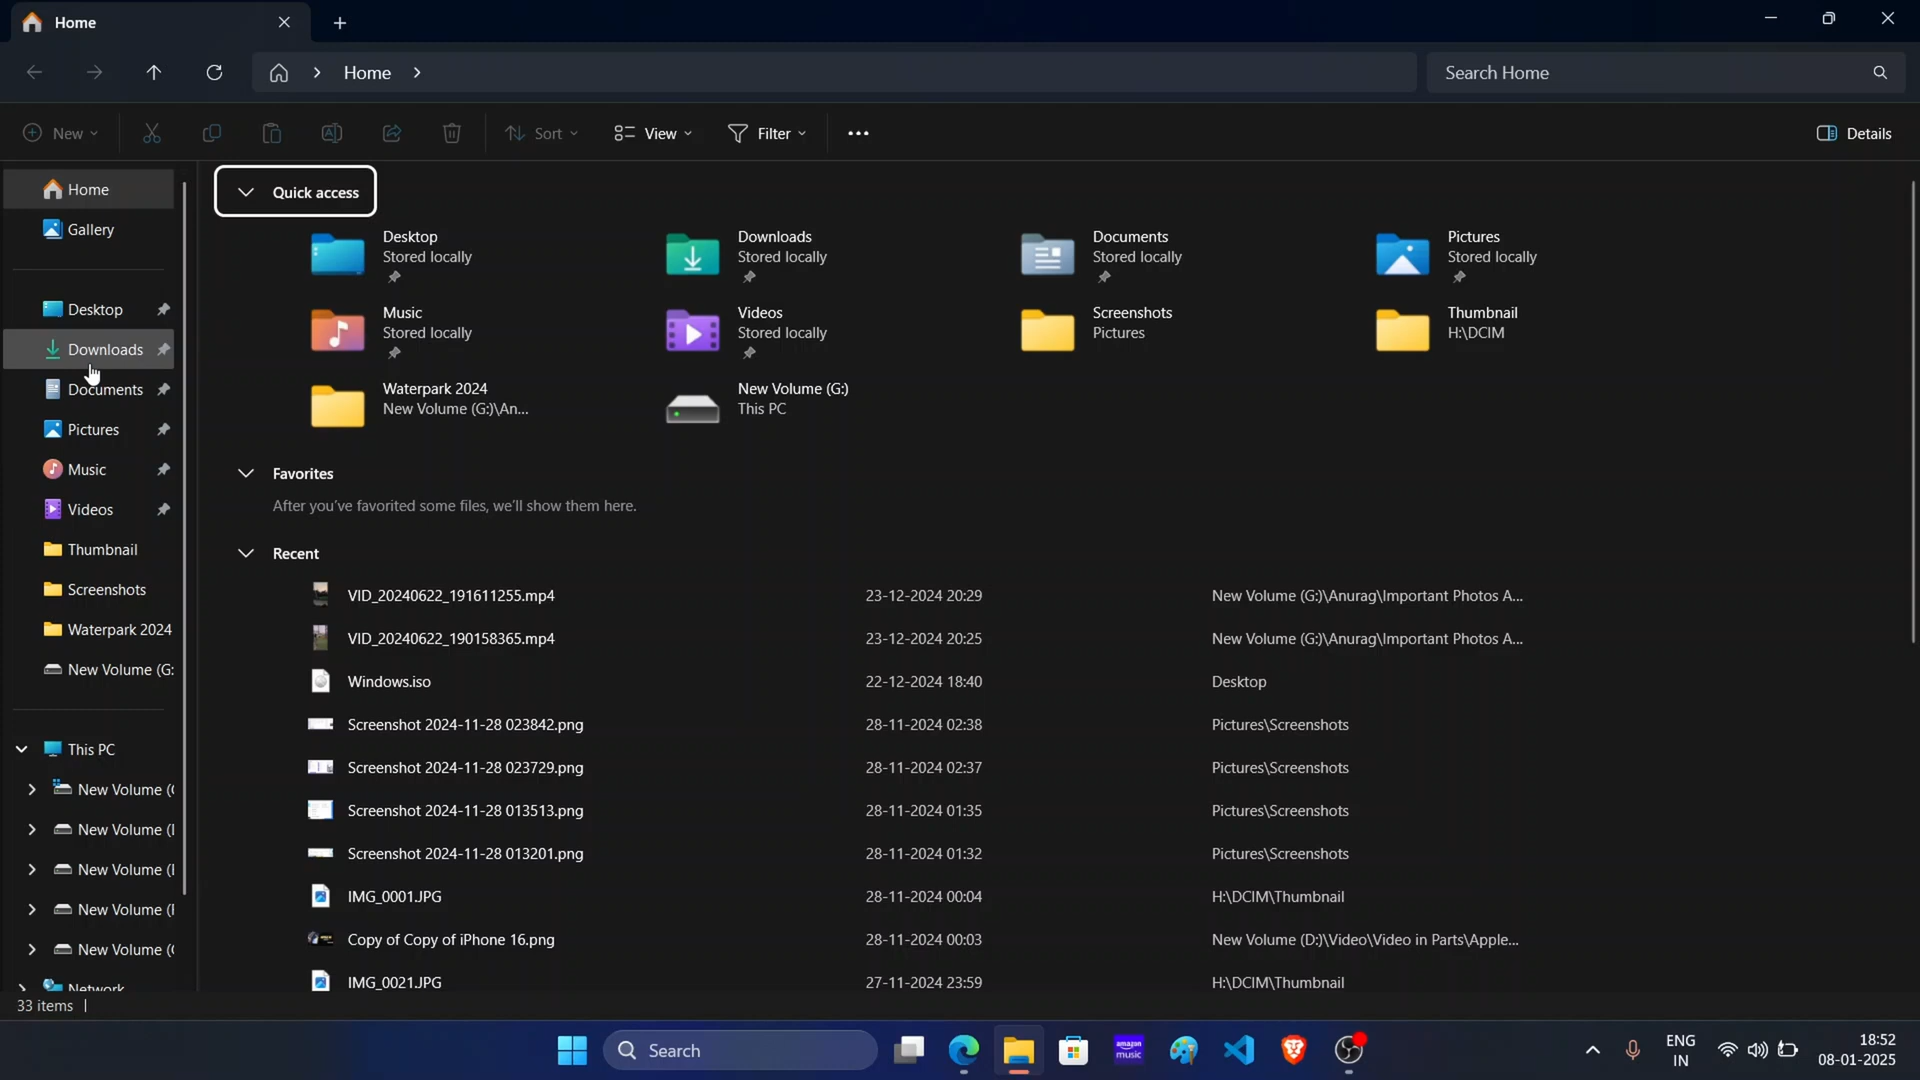 Home
Home
Search Home
New
Sort
View
Filter
Details
Home
Gallery
Desktop
Downloads
Documents
Pictures
Music
Videos
Thumbnail
Screenshots
Waterpark 2024
New Volume (G:
This PC
New Volume (
New Volume (
New Volume (
New Volume (
New Volume (
Network
33 items
Quick access
Desktop
Stored locally
Downloads
Stored locally
Documents
Stored locally
Pictures
Stored locally
Music
Stored locally
Videos
Stored locally
Screenshots
Pictures
Thumbnail
H:\DCIM
Waterpark 2024
New Volume (G:)\An...
New Volume (G:)
This PC
Favorites
After you've favorited some files, we'll show them here.
Recent
VID_20240622_191611255.mp4 23-12-2024 20:29 New Volume (G:)\Anurag\Important Photos A...
VID_20240622_190158365.mp4 23-12-2024 20:25 New Volume (G:)\Anurag\Important Photos A...
Windows.iso 22-12-2024 18:40 Desktop
Screenshot 2024-11-28 023842.png 28-11-2024 02:38 Pictures\Screenshots
Screenshot 2024-11-28 023729.png 28-11-2024 02:37 Pictures\Screenshots
Screenshot 2024-11-28 013513.png 28-11-2024 01:35 Pictures\Screenshots
Screenshot 2024-11-28 013201.png 28-11-2024 01:32 Pictures\Screenshots
IMG_0001.JPG 28-11-2024 00:04 H:\DCIM\Thumbnail
Copy of Copy of iPhone 16.png 28-11-2024 00:03 New Volume (D:)\Video\Video in Parts\Apple...
IMG_0021.JPG 27-11-2024 23:59 H:\DCIM\Thumbnail
Search
amazon
music
ENG
IN
18:52
08-01-2025